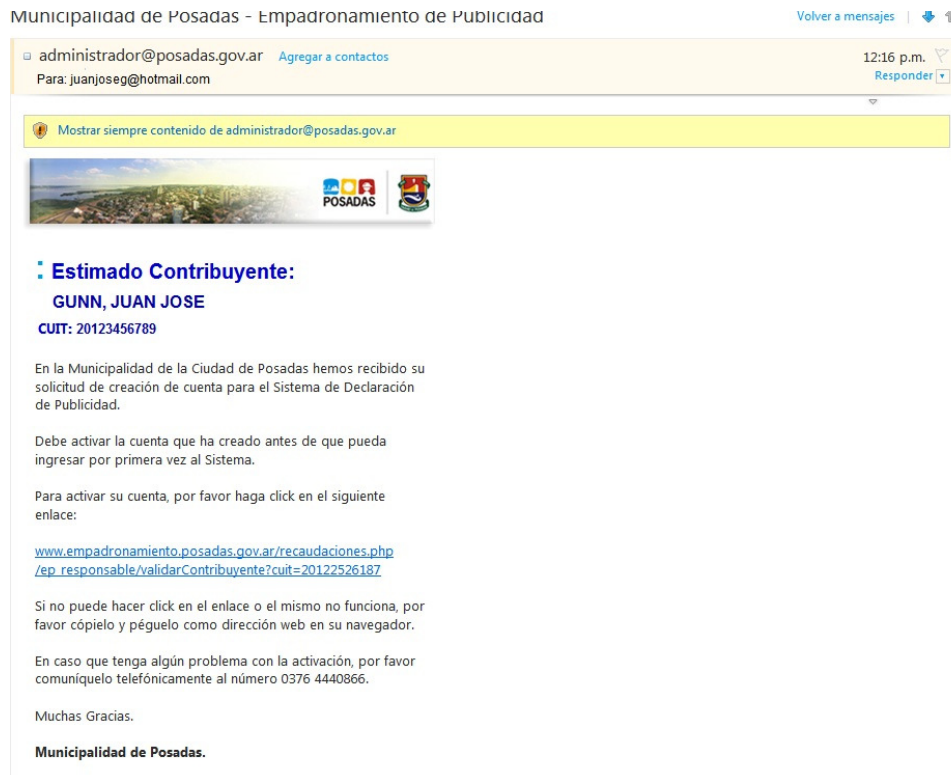 Municipalidad de Posadas - Empadronamiento de Publicidad
Volver a mensajes
administrador@posadas.gov.ar Agregar a contactos
12:16 p.m.
Para: juanjoseg@hotmail.com
Responder
Mostrar siempre contenido de administrador@posadas.gov.ar
POSADAS
: Estimado Contribuyente:
GUNN, JUAN JOSE
CUIT: 20123456789
En la Municipalidad de la Ciudad de Posadas hemos recibido su
solicitud de creación de cuenta para el Sistema de Declaración
de Publicidad.
Debe activar la cuenta que ha creado antes de que pueda
ingresar por primera vez al Sistema.
Para activar su cuenta, por favor haga click en el siguiente
enlace:
www.empadronamiento.posadas.gov.ar/recaudaciones.php
/ep_responsable/validarContribuyente?cuit=20122526187
Si no puede hacer click en el enlace o el mismo no funciona, por
favor cópielo y péguelo como dirección web en su navegador.
En caso que tenga algún problema con la activación, por favor
comuníquelo telefónicamente al número 0376 4440866.
Muchas Gracias.
Municipalidad de Posadas.